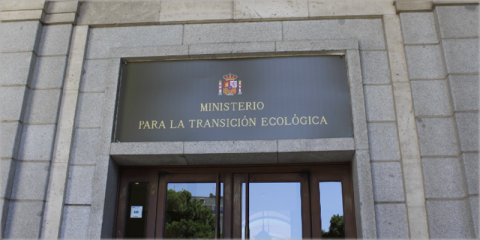 MINISTERIO
PARA LA TRANSICIÓN ECOLÓGICA